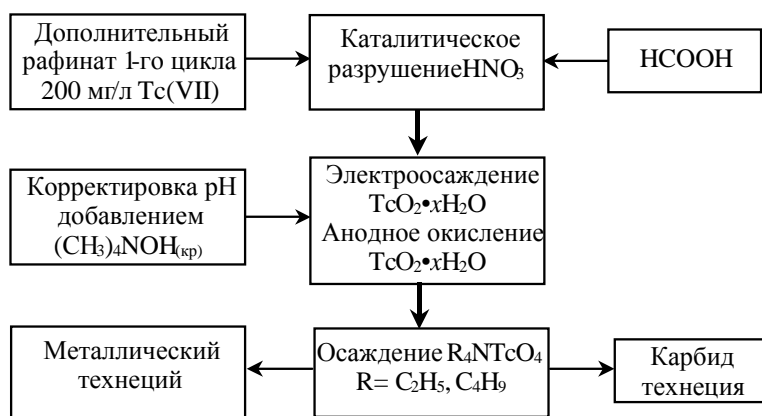 Дополнительный
рафинат 1-го цикла
200 мг/л Tc(VII)
Каталитическое
разрушениеHNO₃
HCOOH
Корректировка pH
добавлением
(CH₃)₄NOH₍кр₎
Электроосаждение
TcO₂•xH₂O
Анодное окисление
TcO₂•xH₂O
Металлический
технеций
Осаждение R₄NTcO₄
R= C₂H₅, C₄H₉
Карбид
технеция